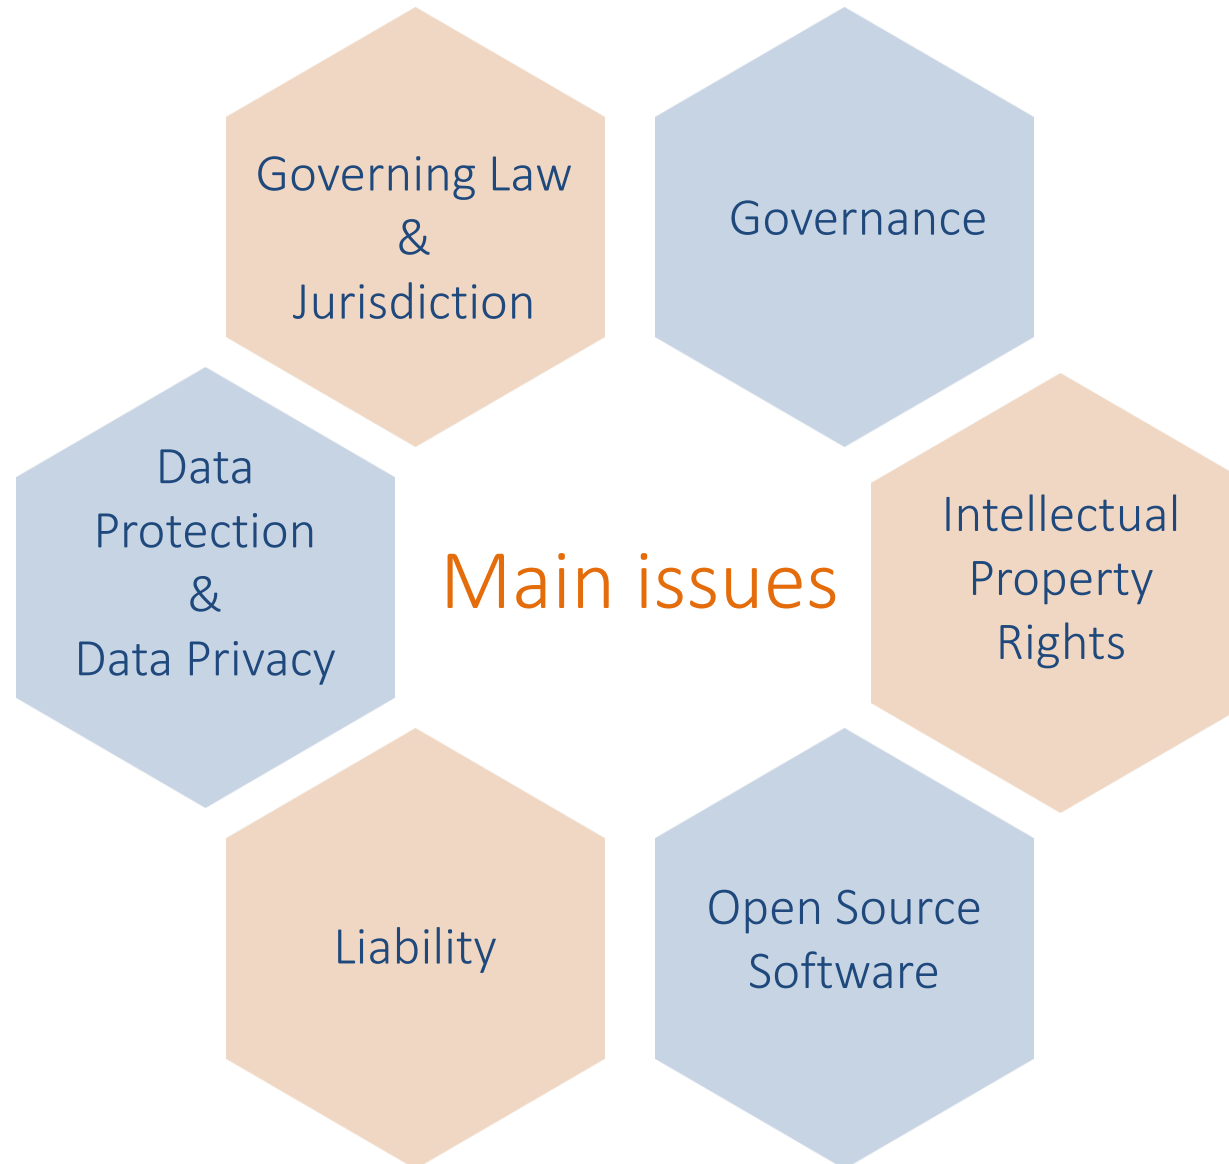 Governing Law
&
Jurisdiction
Governance
Data
Protection
&
Data Privacy
Main issues
Intellectual
Property
Rights
Liability
Open Source
Software